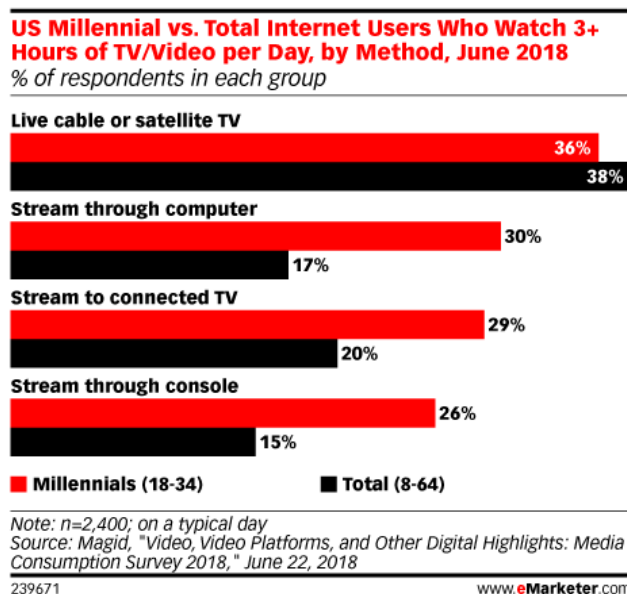 US Millennial vs. Total Internet Users Who Watch 3+
Hours of TV/Video per Day, by Method, June 2018
% of respondents in each group
Live cable or satellite TV
36%
38%
Stream through computer
30%
17%
Stream to connected TV
29%
20%
Stream through console
26%
15%
Millennials (18-34) Total (8-64)
Note: n=2,400; on a typical day
Source: Magid, "Video, Video Platforms, and Other Digital Highlights: Media
Consumption Survey 2018," June 22, 2018
239671 www.eMarketer.com